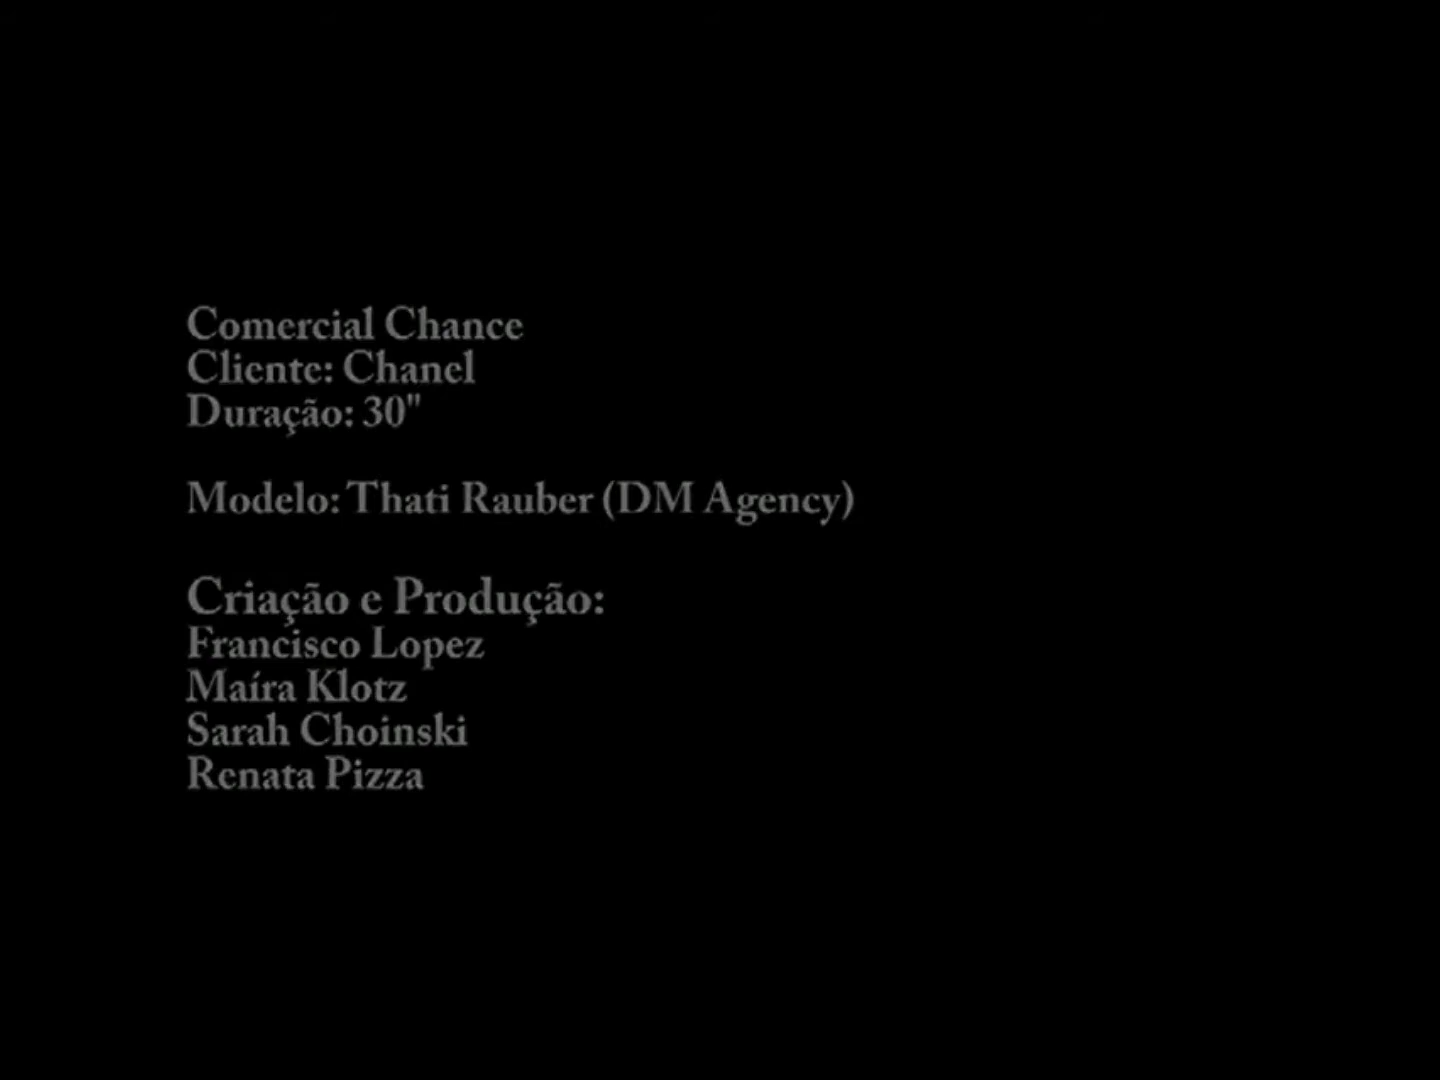 Comercial Chance
Cliente: Chanel
Duração: 30"
Modelo: Thati Rauber (DM Agency)
Criação e Produção:
Francisco Lopez
Maíra Klotz
Sarah Choinski
Renata Pizza